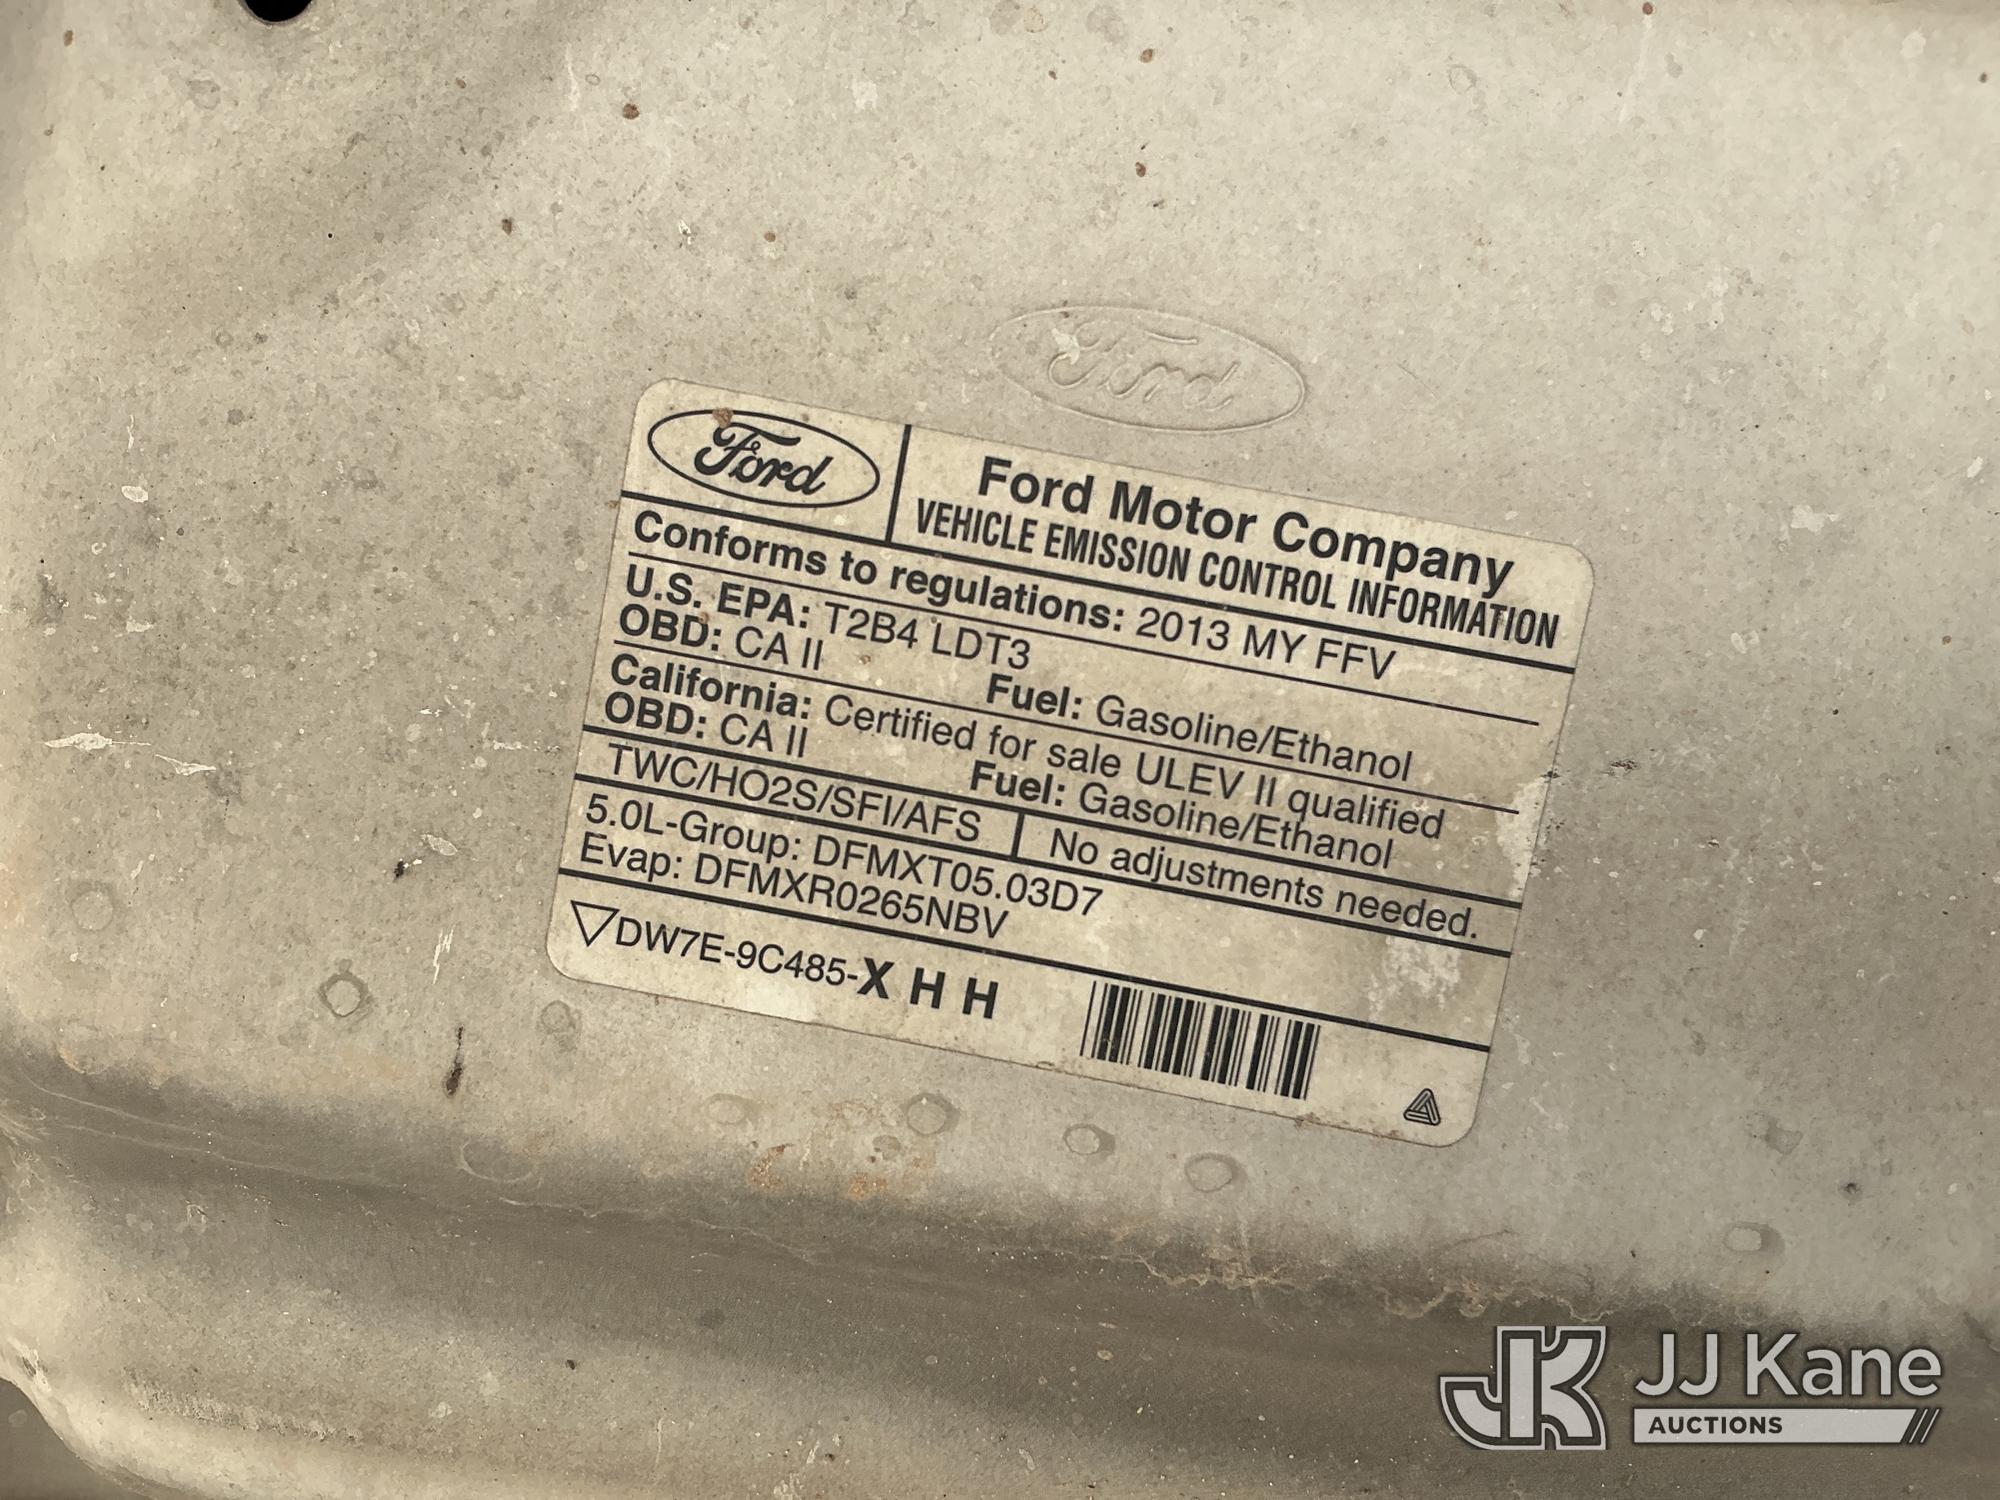 Ford
Ford
Ford Motor Company
VEHICLE EMISSION CONTROL INFORMATION
Conforms to regulations: 2013 MY FFV
U.S. EPA: T2B4 LDT3
OBD: CA II Fuel: Gasoline/Ethanol
California: Certified for sale ULEV II qualified
OBD: CA II Fuel: Gasoline/Ethanol
TWC/HO2S/SFI/AFS No adjustments needed.
5.0L-Group: DFMXT05.03D7
Evap: DFMXR0265NBV
DW7E-9C485-X H H
JK JJ Kane
AUCTIONS